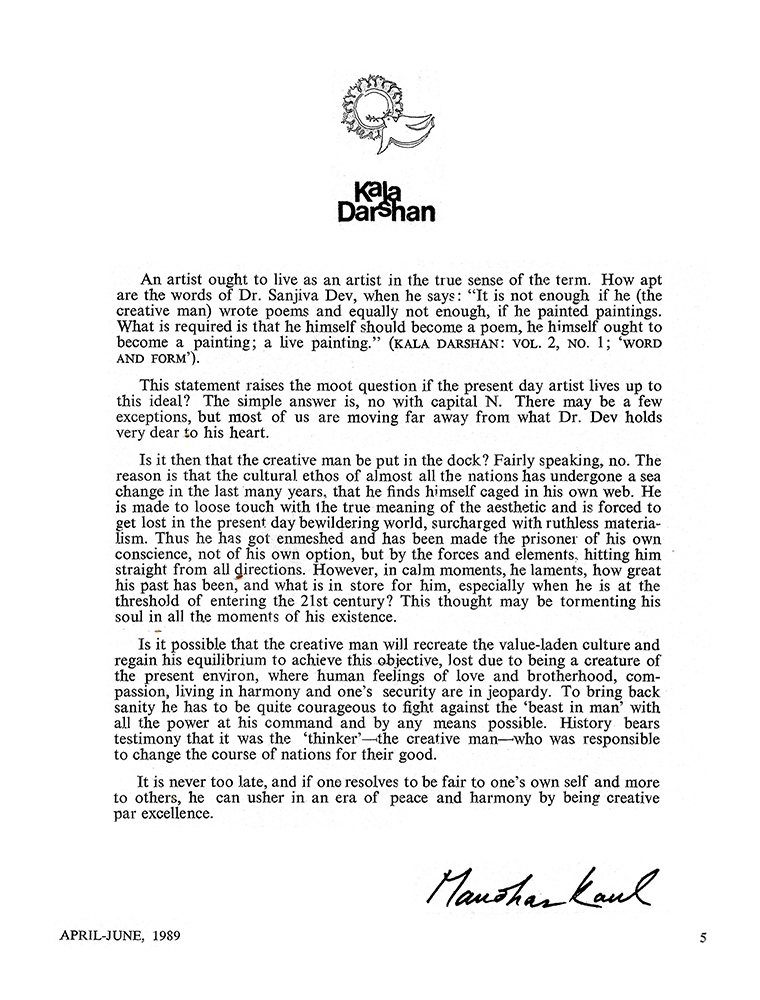 Kala
Darshan
An artist ought to live as an artist in the true sense of the term. How apt
are the words of Dr. Sanjiva Dev, when he says: “It is not enough if he (the
creative man) wrote poems and equally not enough, if he painted paintings.
What is required is that he himself should become a poem, he himself ought to
become a painting; a live painting.” (KALA DARSHAN: VOL. 2, NO. 1; ‘WORD
AND FORM’).
This statement raises the moot question if the present day artist lives up to
this ideal? The simple answer is, no with capital N. There may be a few
exceptions, but most of us are moving far away from what Dr. Dev holds
very dear to his heart.
Is it then that the creative man be put in the dock? Fairly speaking, no. The
reason is that the cultural ethos of almost all the nations has undergone a sea
change in the last many years, that he finds himself caged in his own web. He
is made to loose touch with the true meaning of the aesthetic and is forced to
get lost in the present day bewildering world, surcharged with ruthless materia-
lism. Thus he has got enmeshed and has been made the prisoner of his own
conscience, not of his own option, but by the forces and elements, hitting him
straight from all directions. However, in calm moments, he laments, how great
his past has been, and what is in store for him, especially when he is at the
threshold of entering the 21st century? This thought may be tormenting his
soul in all the moments of his existence.
Is it possible that the creative man will recreate the value-laden culture and
regain his equilibrium to achieve this objective, lost due to being a creature of
the present environ, where human feelings of love and brotherhood, com-
passion, living in harmony and one’s security are in jeopardy. To bring back
sanity he has to be quite courageous to fight against the ‘beast in man’ with
all the power at his command and by any means possible. History bears
testimony that it was the ‘thinker’—the creative man—who was responsible
to change the course of nations for their good.
It is never too late, and if one resolves to be fair to one’s own self and more
to others, he can usher in an era of peace and harmony by being creative
par excellence.
Manohar Kaul
APRIL-JUNE, 1989
5